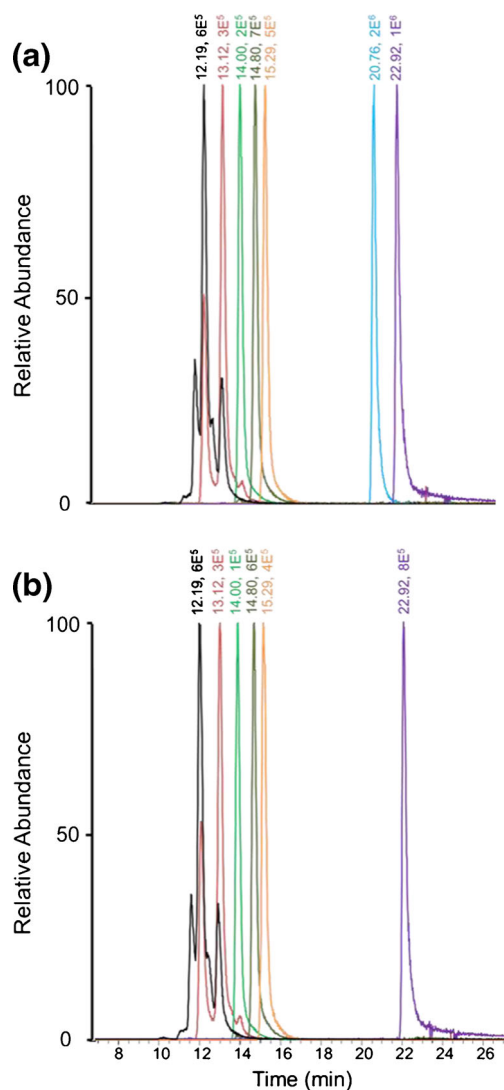 (a)
12.19, 6E⁵
13.12, 3E⁵
14.00, 2E⁵
14.80, 7E⁵
15.29, 5E⁵
20.76, 2E⁶
22.92, 1E⁶
100
50
0
Relative Abundance
(b)
12.19, 6E⁵
13.12, 3E⁵
14.00, 1E⁵
14.80, 6E⁵
15.29, 4E⁵
22.92, 8E⁵
100
50
0
Relative Abundance
8 10 12 14 16 18 20 22 24 26
Time (min)